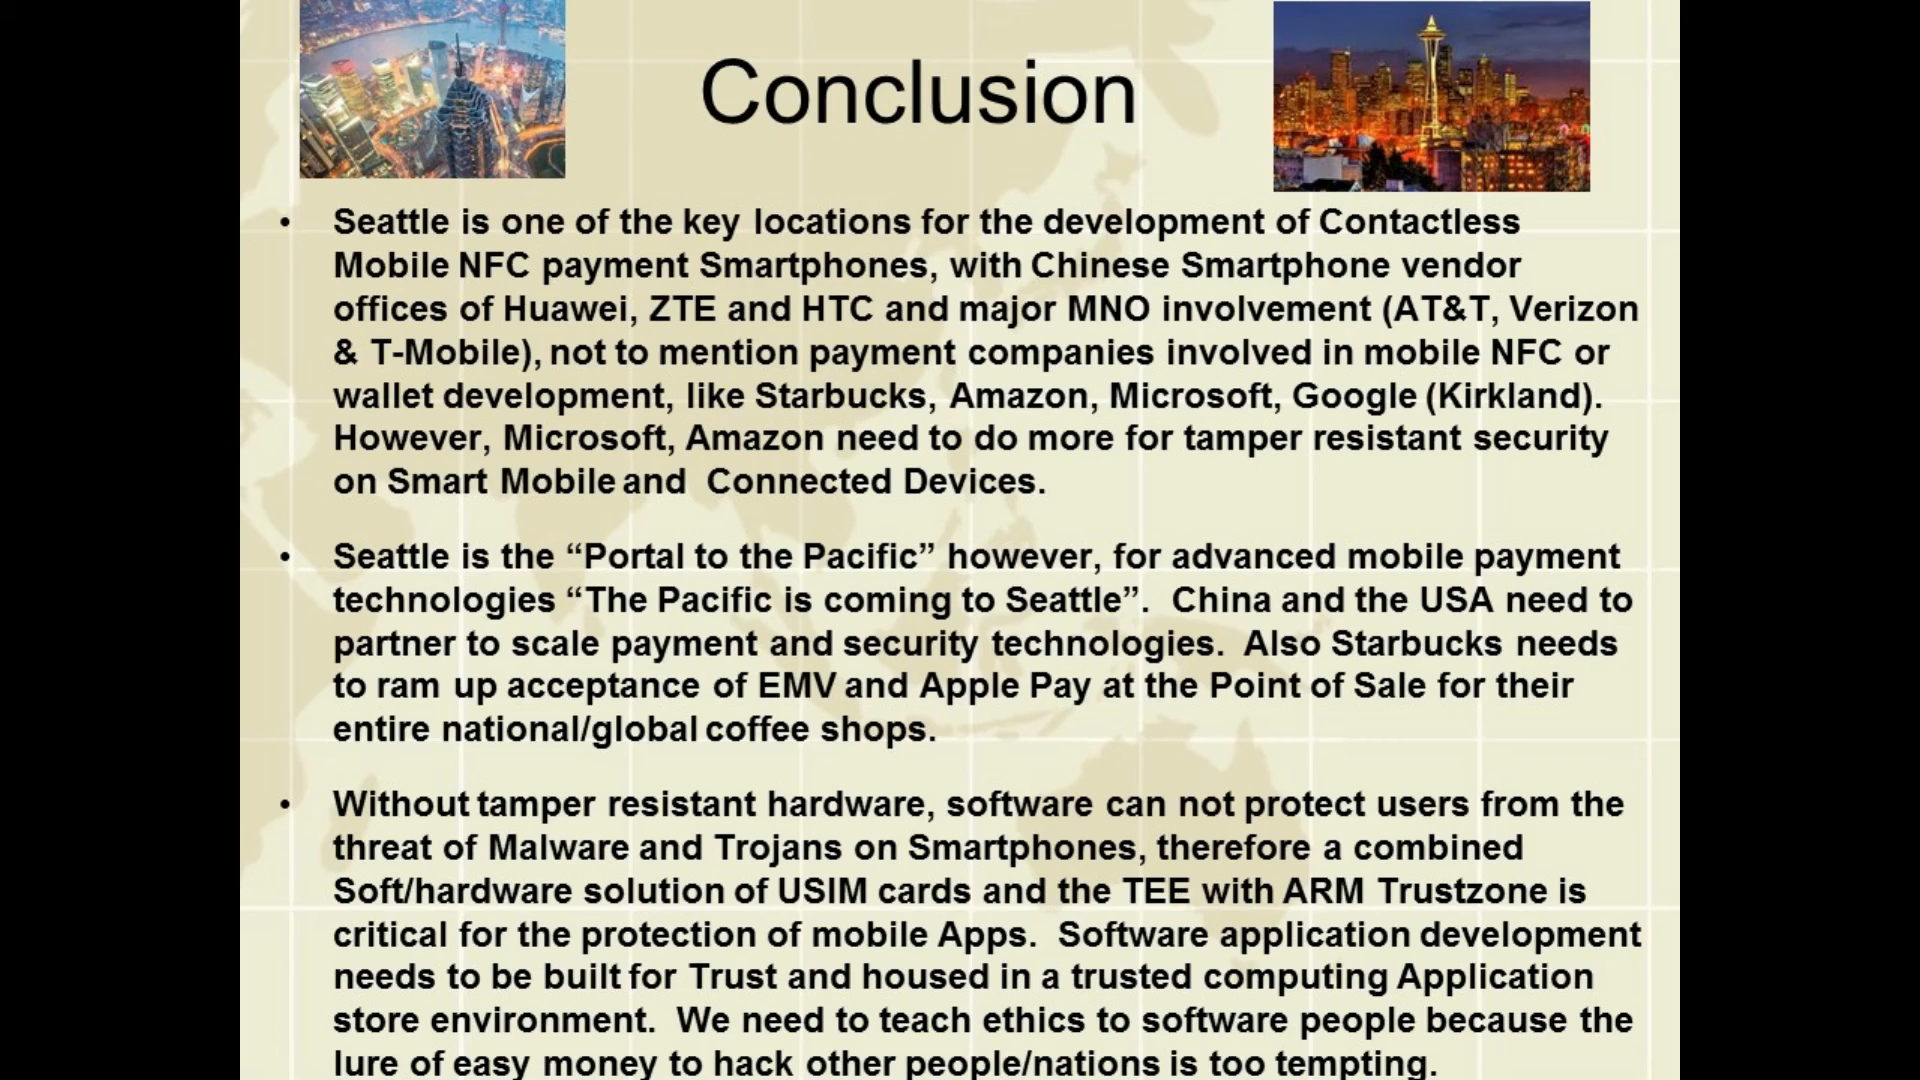 Conclusion
• Seattle is one of the key locations for the development of Contactless
Mobile NFC payment Smartphones, with Chinese Smartphone vendor
offices of Huawei, ZTE and HTC and major MNO involvement (AT&T, Verizon
& T-Mobile), not to mention payment companies involved in mobile NFC or
wallet development, like Starbucks, Amazon, Microsoft, Google (Kirkland).
However, Microsoft, Amazon need to do more for tamper resistant security
on Smart Mobile and Connected Devices.
• Seattle is the “Portal to the Pacific” however, for advanced mobile payment
technologies “The Pacific is coming to Seattle”. China and the USA need to
partner to scale payment and security technologies. Also Starbucks needs
to ram up acceptance of EMV and Apple Pay at the Point of Sale for their
entire national/global coffee shops.
• Without tamper resistant hardware, software can not protect users from the
threat of Malware and Trojans on Smartphones, therefore a combined
Soft/hardware solution of USIM cards and the TEE with ARM Trustzone is
critical for the protection of mobile Apps. Software application development
needs to be built for Trust and housed in a trusted computing Application
store environment. We need to teach ethics to software people because the
lure of easy money to hack other people/nations is too tempting.